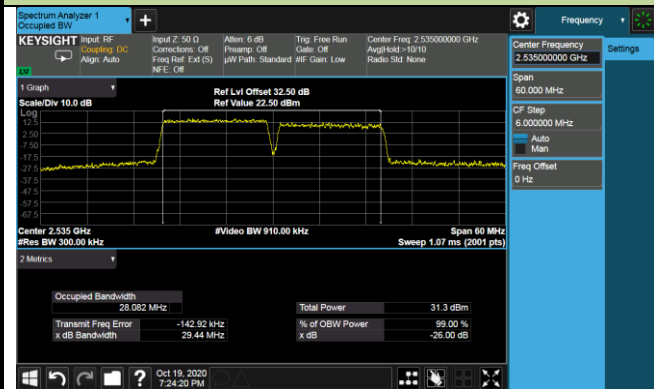 Spectrum Analyzer 1
Occupied BW
+
Frequency
KEYSIGHT
Input: RF
Coupling: DC
Align: Auto
Input Z: 50 Ω
Corrections: Off
Freq Ref: Ext (S)
NFE: Off
Atten: 6 dB
Preamp: Off
µW Path: Standard
Trig: Free Run
Gate: Off
#IF Gain: Low
Center Freq: 2.535000000 GHz
Avg|Hold:>10/10
Radio Std: None
Center Frequency
2.535000000 GHz
Settings
Span
60.000 MHz
CF Step
6.000000 MHz
Auto
Man
Freq Offset
0 Hz
1 Graph
Scale/Div 10.0 dB
Ref Lvl Offset 32.50 dB
Ref Value 22.50 dBm
Log
12.5
2.50
-7.50
-17.5
-27.5
-37.5
-47.5
-57.5
-67.5
Center 2.535 GHz
#Video BW 910.00 kHz
Span 60 MHz
#Res BW 300.00 kHz
Sweep 1.07 ms (2001 pts)
2 Metrics
Occupied Bandwidth
28.082 MHz
Total Power
31.3 dBm
Transmit Freq Error
-142.92 kHz
% of OBW Power
99.00 %
x dB Bandwidth
29.44 MHz
x dB
-26.00 dB
?
Oct 19, 2020
7:24:20 PM